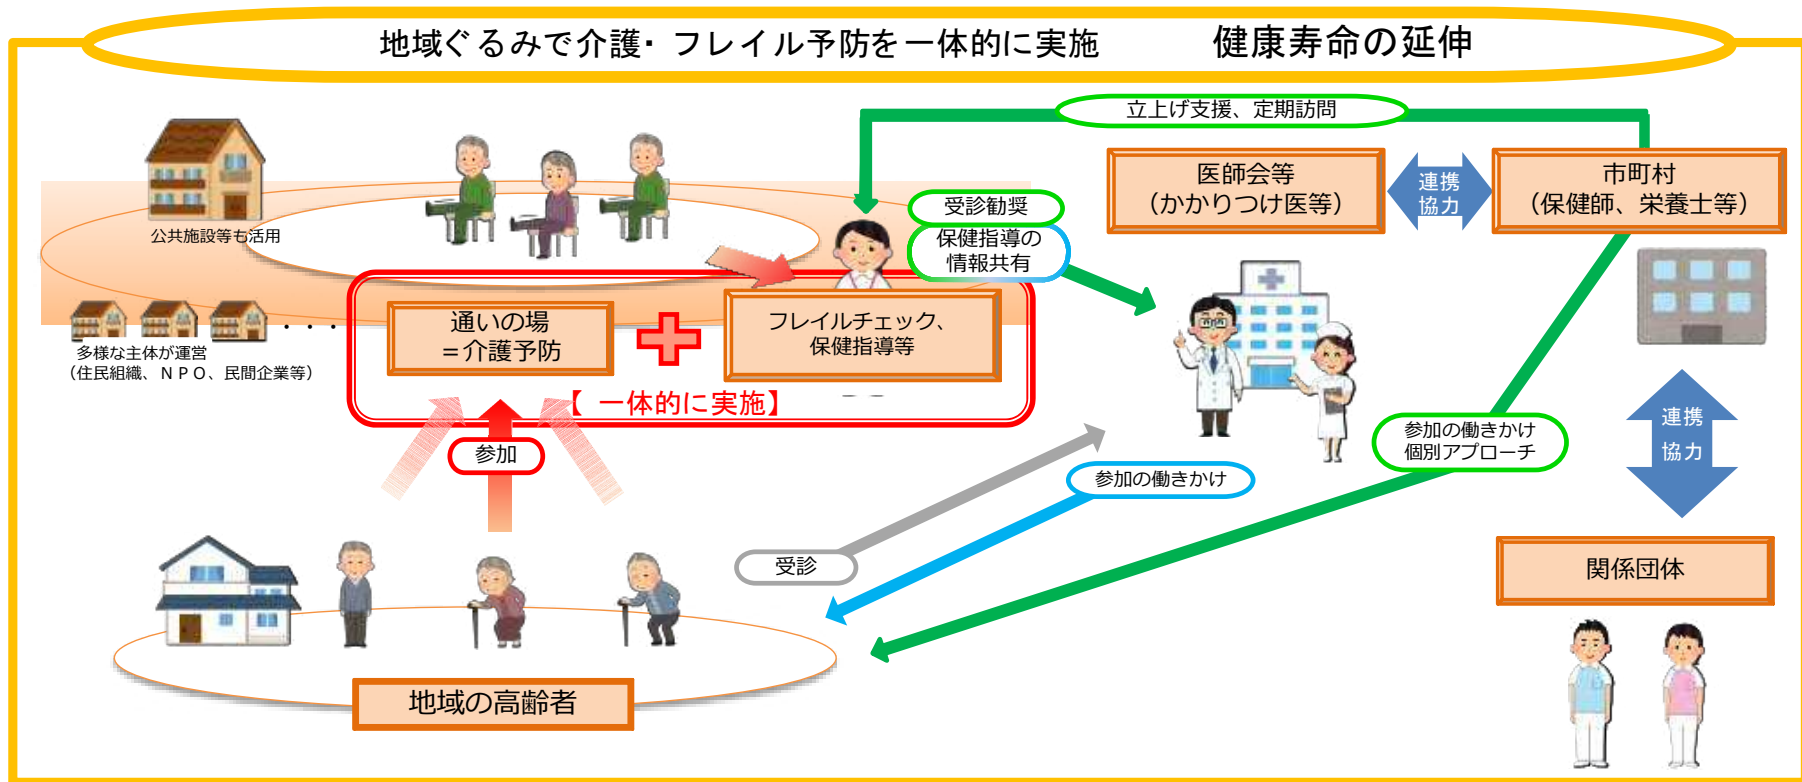 地域ぐるみで介護・フレイル予防を一体的に実施　　健康寿命の延伸
立上げ支援、定期訪問
医師会等
（かかりつけ医等）
連携
協力
市町村
（保健師、栄養士等）
公共施設等も活用
受診勧奨
保健指導の
情報共有
通いの場
＝介護予防
フレイルチェック、
保健指導等
・・・
多様な主体が運営
（住民組織、ＮＰＯ、民間企業等）
【 一体的に実施】
参加
参加の働きかけ
個別アプローチ
連携
協力
参加の働きかけ
受診
関係団体
地域の高齢者